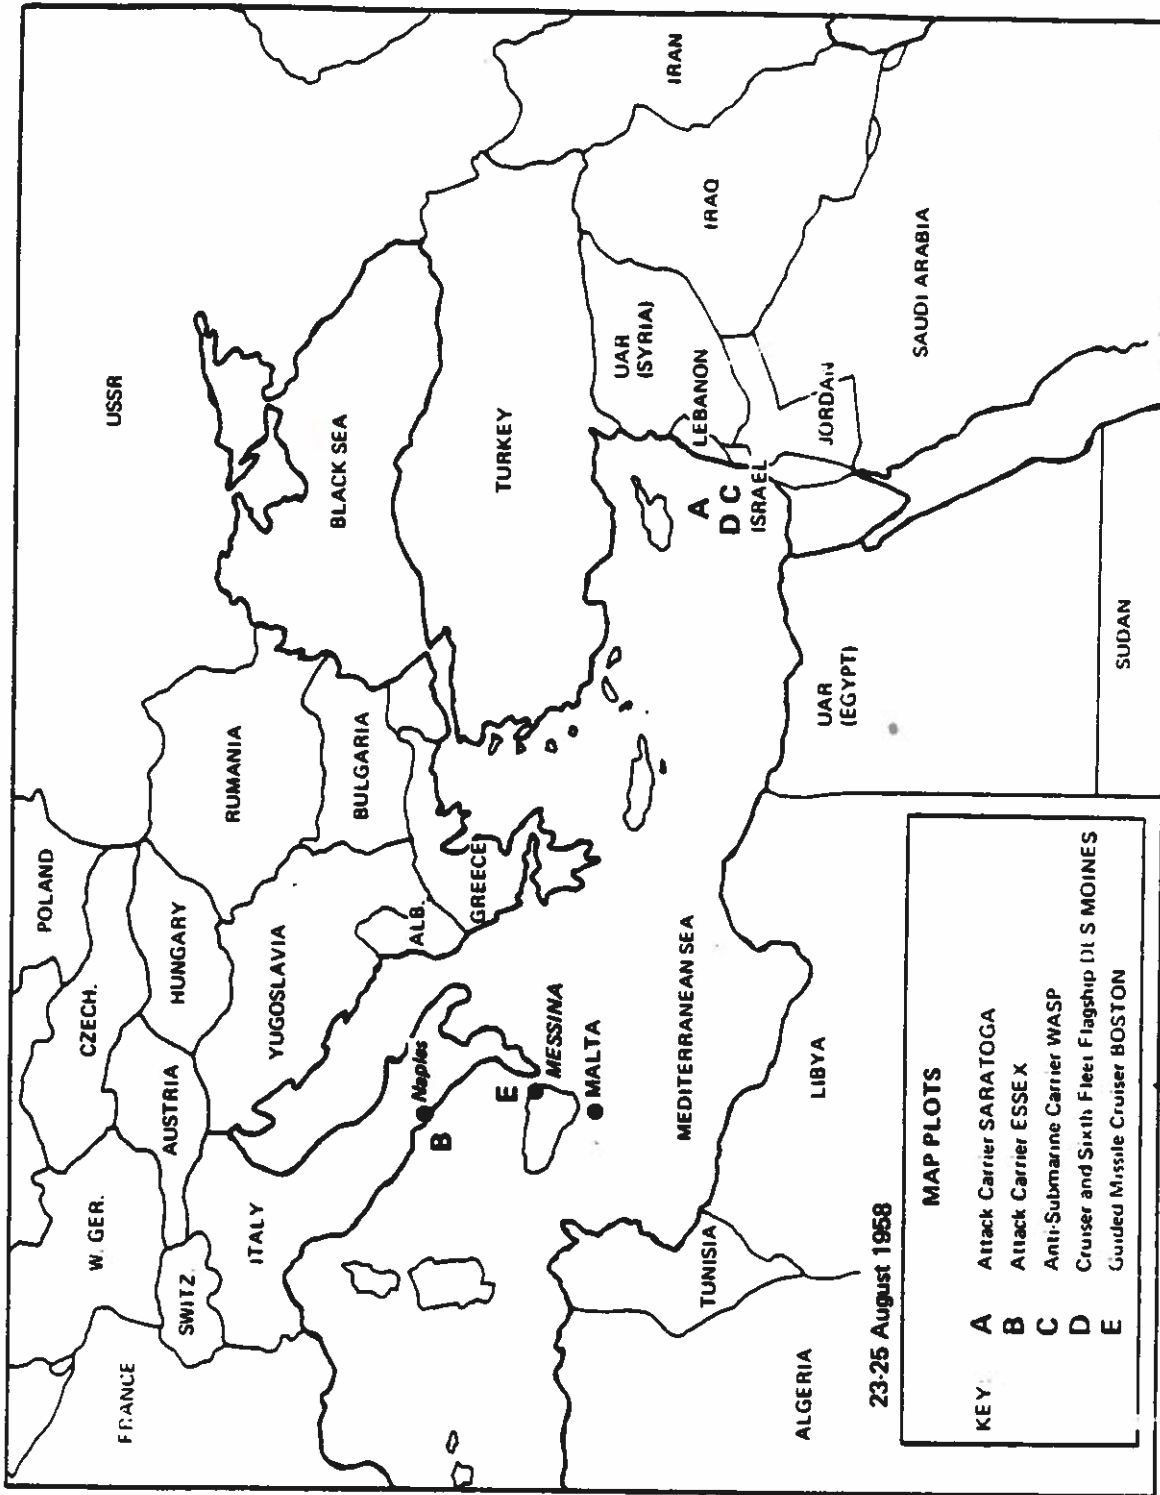 USSR
POLAND
CZECH.
W. GER.
FRANCE
SWITZ.
AUSTRIA
HUNGARY
RUMANIA
YUGOSLAVIA
ITALY
BULGARIA
ALB.
GREECE
BLACK SEA
TURKEY
IRAN
IRAQ
UAR
(SYRIA)
LEBANON
ISRAEL
JORDAN
SAUDI ARABIA
A
D C
B
Naples
E
MESSINA
MALTA
MEDITERRANEAN SEA
TUNISIA
ALGERIA
LIBYA
UAR
(EGYPT)
SUDAN
23-25 August 1958
MAP PLOTS
KEY: A Attack Carrier SARATOGA
B Attack Carrier ESSEX
C Anti-Submarine Carrier WASP
D Cruiser and Sixth Fleet Flagship DES MOINES
E Guided Missile Cruiser BOSTON